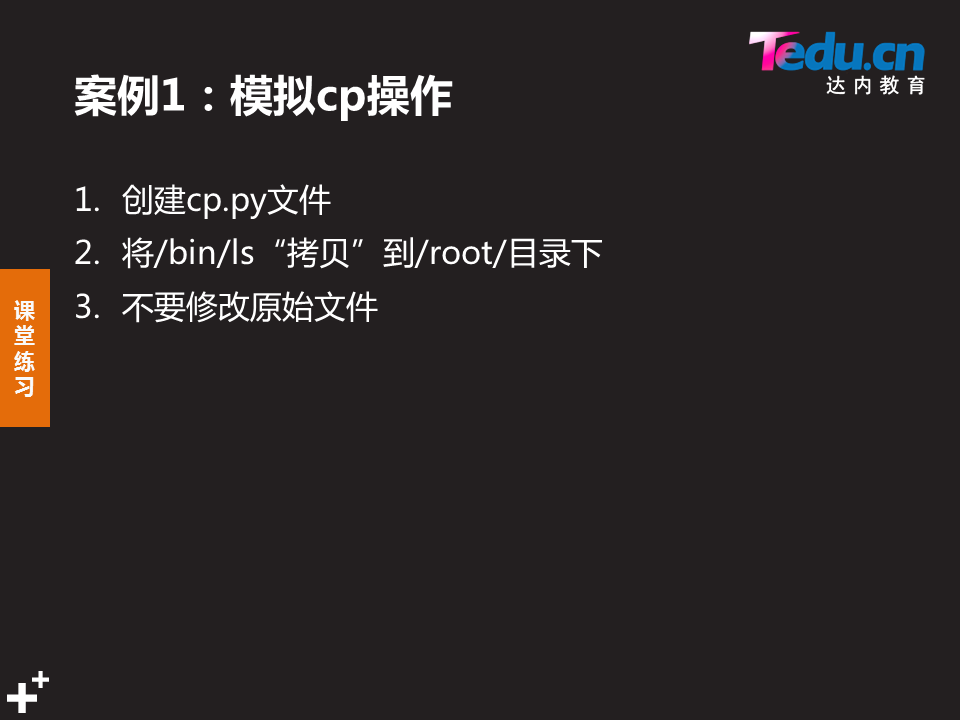 Tedu.cn
达内教育
案例1：模拟cp操作
1. 创建cp.py文件
2. 将/bin/ls“拷贝”到/root/目录下
3. 不要修改原始文件
课
堂
练
习